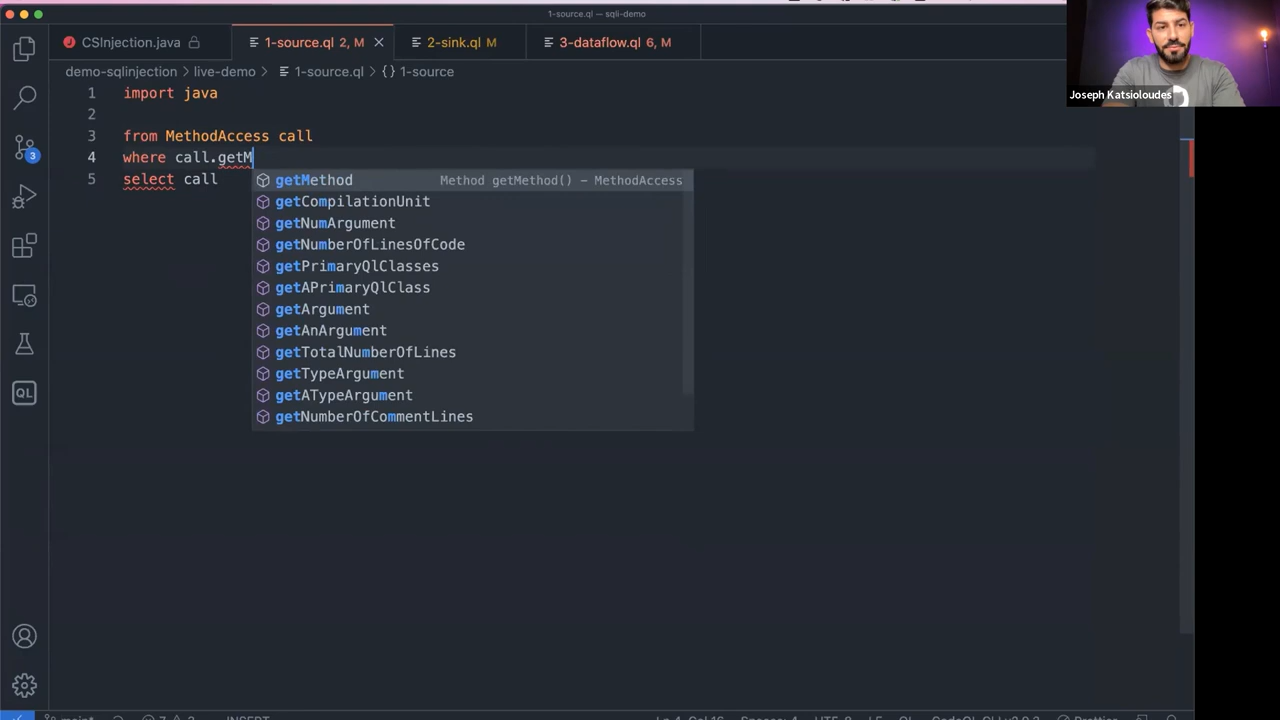 1-source.ql — sqli-demo
CSInjection.java
1-source.ql 2, M
2-sink.ql M
3-dataflow.ql 6, M
demo-sqlinjection > live-demo > 1-source.ql > {} 1-source
Joseph Katsioloudes
1 import java
2
3 from MethodAccess call
4 where call.getM
5 select call
getMethod Method getMethod() – MethodAccess
getCompilationUnit
getNumArgument
getNumberOfLinesOfCode
getPrimaryQlClasses
getAPrimaryQlClass
getArgument
getAnArgument
getTotalNumberOfLines
getTypeArgument
getATypeArgument
getNumberOfCommentLines
3
QL